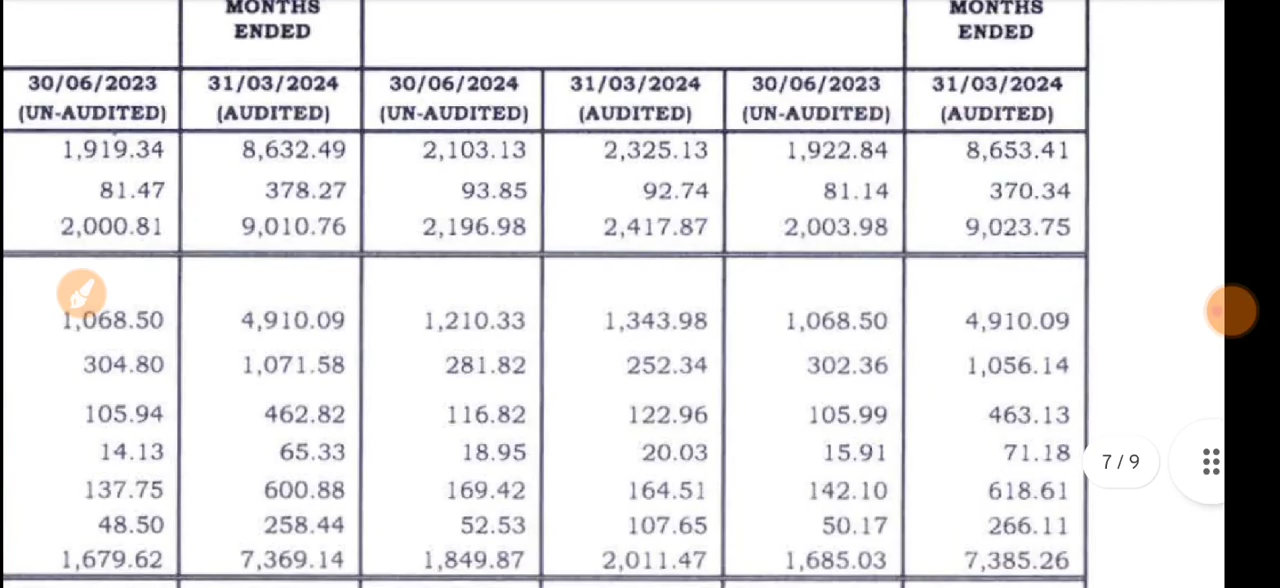 MONTHS MONTHS
ENDED ENDED
30/06/2023 31/03/2024 30/06/2024 31/03/2024 30/06/2023 31/03/2024
(UN-AUDITED) (AUDITED) (UN-AUDITED) (AUDITED) (UN-AUDITED) (AUDITED)
1,919.34 8,632.49 2,103.13 2,325.13 1,922.84 8,653.41
81.47 378.27 93.85 92.74 81.14 370.34
2,000.81 9,010.76 2,196.98 2,417.87 2,003.98 9,023.75
1,068.50 4,910.09 1,210.33 1,343.98 1,068.50 4,910.09
304.80 1,071.58 281.82 252.34 302.36 1,056.14
105.94 462.82 116.82 122.96 105.99 463.13
14.13 65.33 18.95 20.03 15.91 71.18
7 / 9
137.75 600.88 169.42 164.51 142.10 618.61
48.50 258.44 52.53 107.65 50.17 266.11
1,679.62 7,369.14 1,849.87 2,011.47 1,685.03 7,385.26